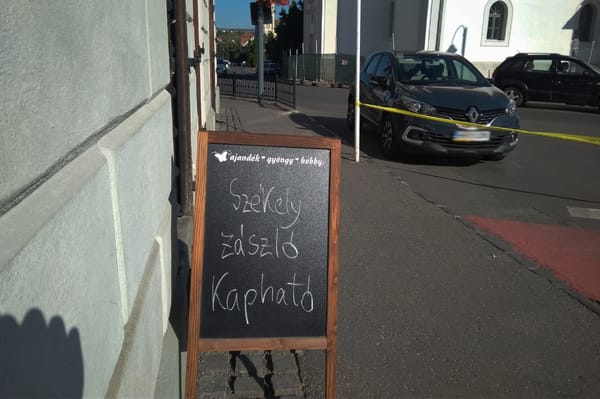 ajándék - gyöngy - hobby
Székely
zászló
Kapható